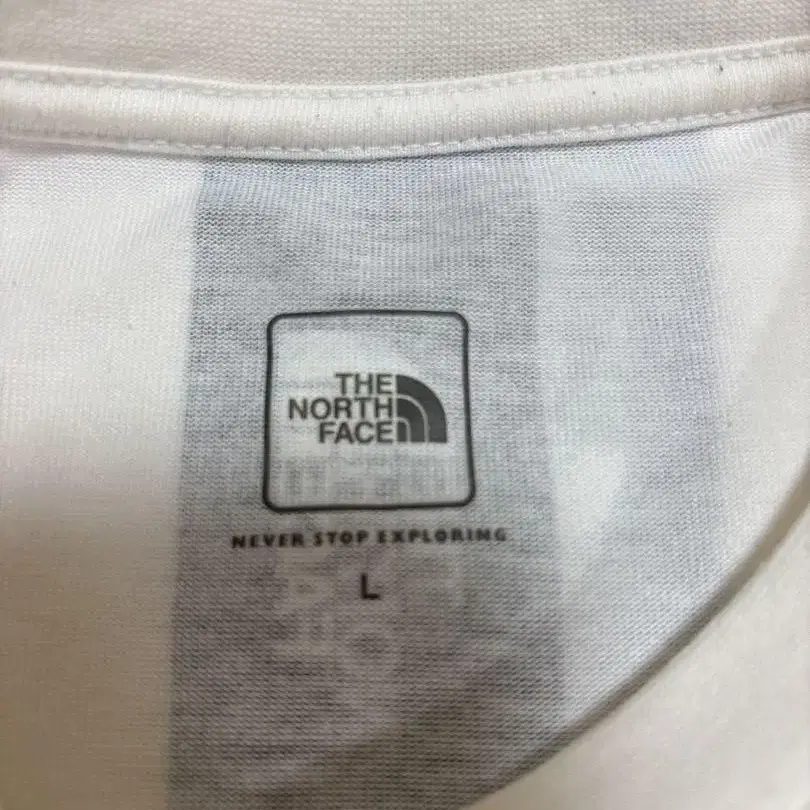 THE
NORTH
FACE
NEVER STOP EXPLORING
L